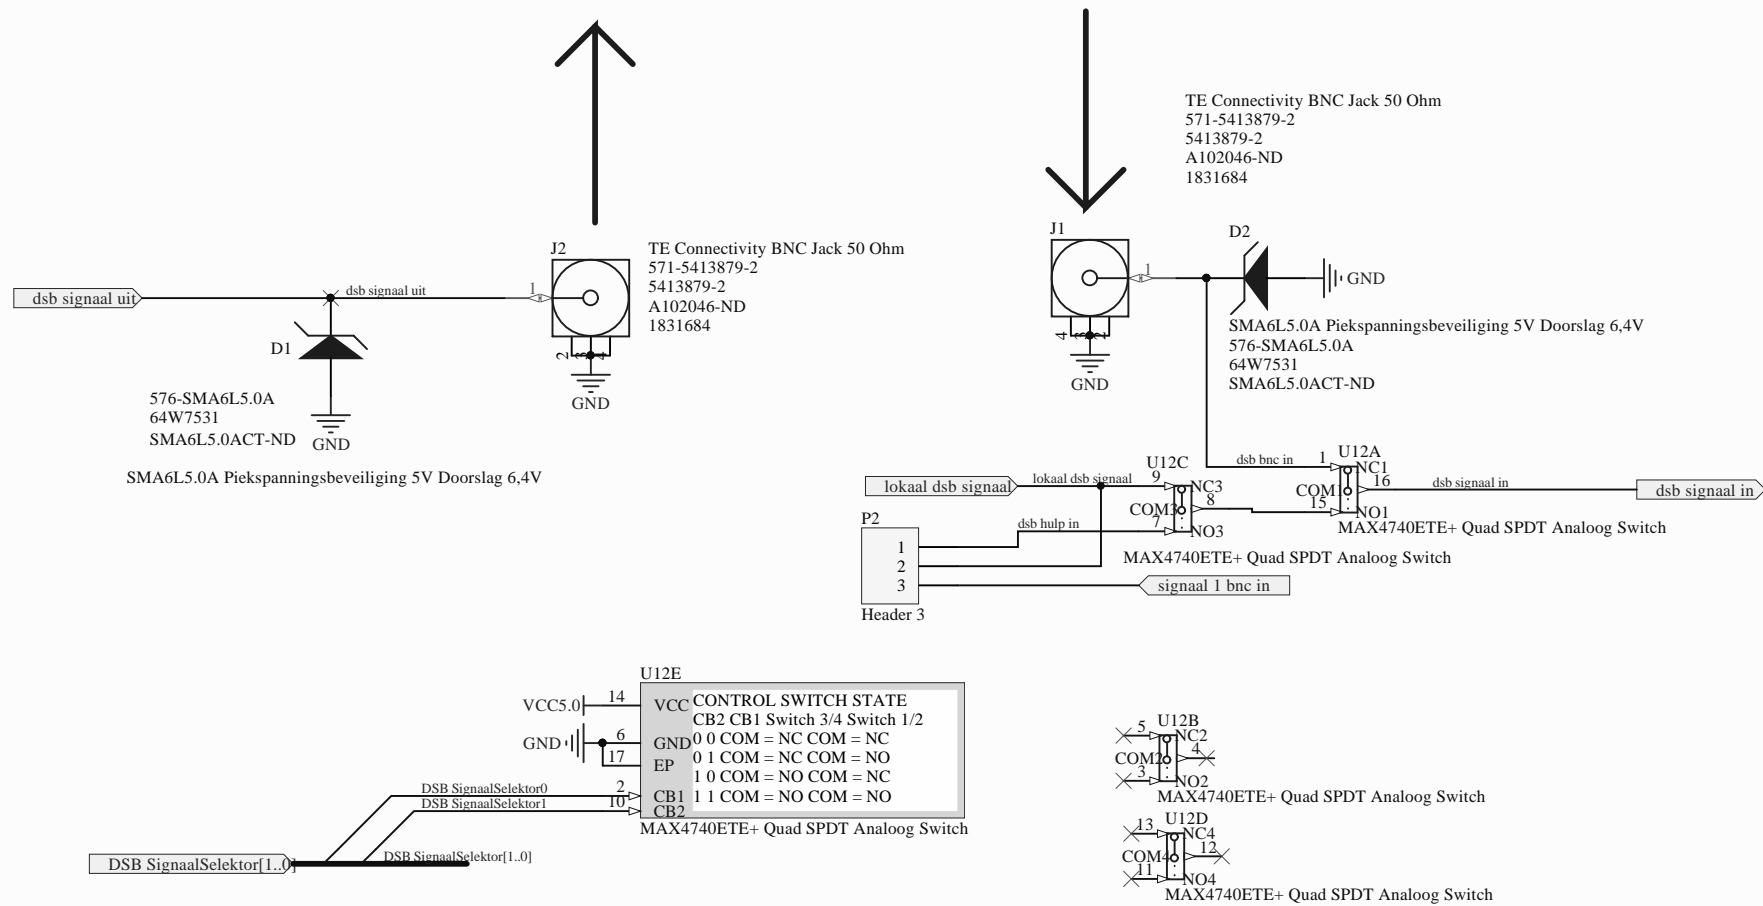 TE Connectivity BNC Jack 50 Ohm
571-5413879-2
5413879-2
A102046-ND
1831684
J2
TE Connectivity BNC Jack 50 Ohm
571-5413879-2
5413879-2
A102046-ND
1831684
1
2
3
4
GND
dsb signaal uit
dsb signaal uit
D1
576-SMA6L5.0A
64W7531
SMA6L5.0ACT-ND
GND
SMA6L5.0A Piekspanningsbeveiliging 5V Doorslag 6,4V
J1
1
4
3
2
GND
D2
GND
SMA6L5.0A Piekspanningsbeveiliging 5V Doorslag 6,4V
576-SMA6L5.0A
64W7531
SMA6L5.0ACT-ND
U12A
dsb bnc in
1
NC1
COM1
16
dsb signaal in
dsb signaal in
15
NO1
MAX4740ETE+ Quad SPDT Analoog Switch
U12C
lokaal dsb signaal
lokaal dsb signaal
9
NC3
COM3
8
dsb hulp in
7
NO3
MAX4740ETE+ Quad SPDT Analoog Switch
P2
1
2
3
signaal 1 bnc in
Header 3
U12E
VCC5.0
14
VCC
GND
6
GND
17
EP
DSB SignaalSelektor0
2
CB1
DSB SignaalSelektor1
10
CB2
CONTROL SWITCH STATE
CB2 CB1 Switch 3/4 Switch 1/2
0 0 COM = NC COM = NC
0 1 COM = NC COM = NO
1 0 COM = NO COM = NC
1 1 COM = NO COM = NO
MAX4740ETE+ Quad SPDT Analoog Switch
DSB SignaalSelektor[1..0]
DSB SignaalSelektor[1..0]
U12B
5
NC2
COM2
4
3
NO2
MAX4740ETE+ Quad SPDT Analoog Switch
U12D
13
NC4
COM4
12
11
NO4
MAX4740ETE+ Quad SPDT Analoog Switch